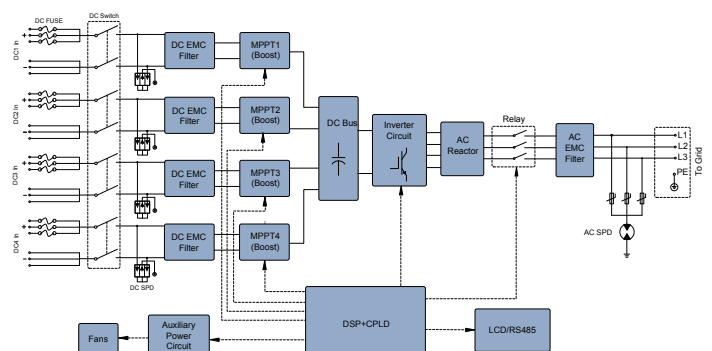 DC FUSE
DC Switch
DC1 In
+
-
DC EMC
Filter
MPPT1
(Boost)
DC2 In
+
-
DC EMC
Filter
MPPT2
(Boost)
DC3 In
+
-
DC EMC
Filter
MPPT3
(Boost)
DC4 In
+
-
DC EMC
Filter
MPPT4
(Boost)
DC SPD
DC Bus
Inverter
Circuit
AC
Reactor
Relay
AC
EMC
Filter
L1
L2
L3
PE
To Grid
AC SPD
DSP+CPLD
LCD/RS485
Auxiliary
Power
Circuit
Fans